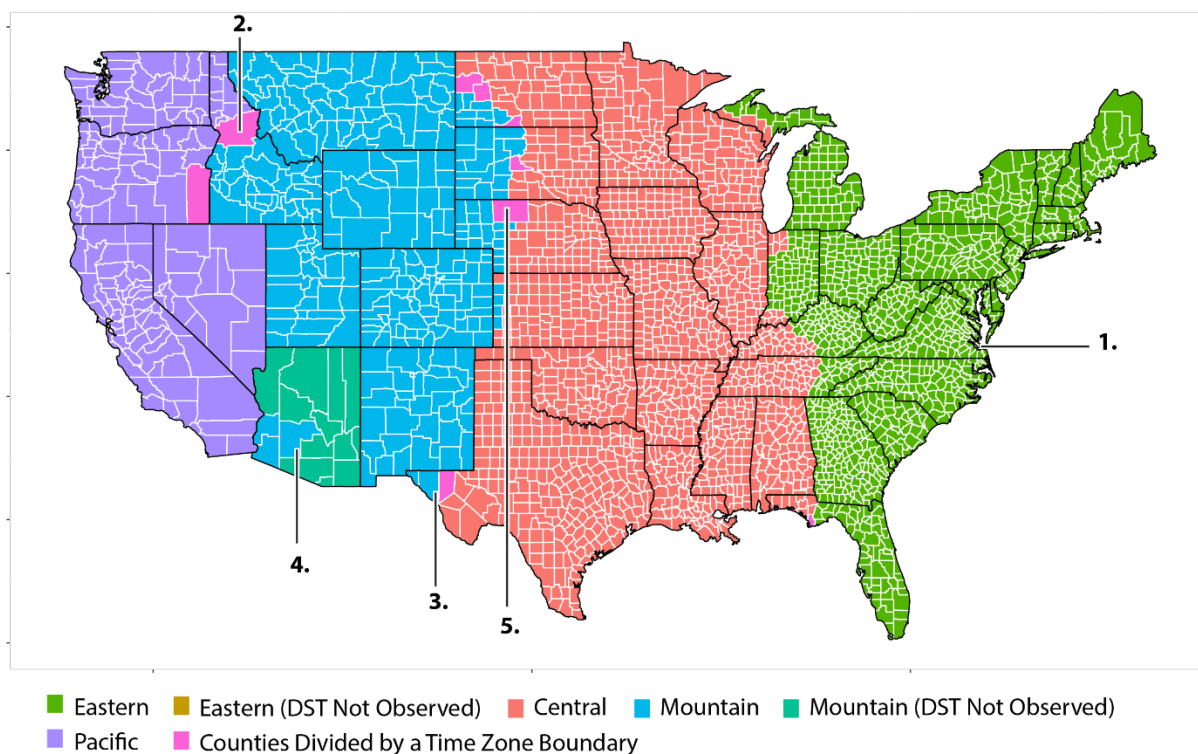 2.
1.
4.
3.
5.
Eastern Eastern (DST Not Observed) Central Mountain Mountain (DST Not Observed)
Pacific Counties Divided by a Time Zone Boundary